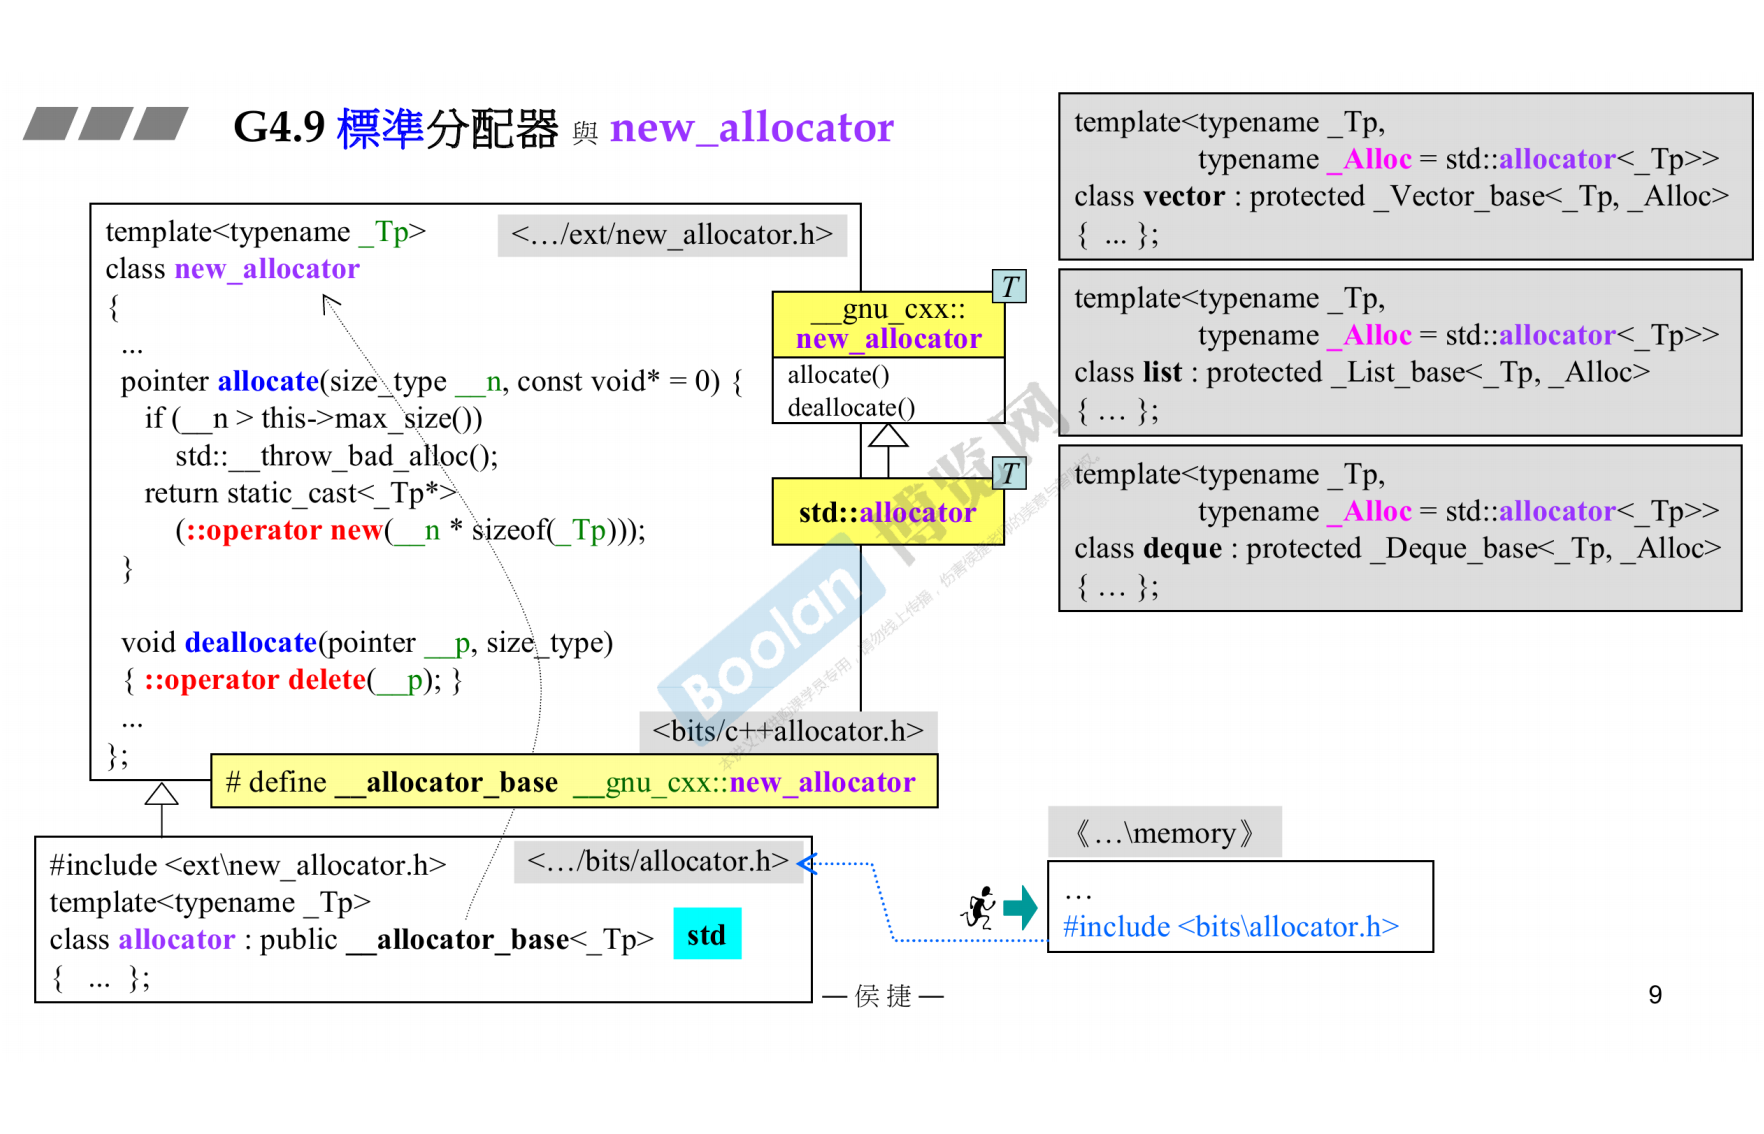 G4.9 標準分配器 與 new_allocator
template<typename _Tp>
<…/ext/new_allocator.h>
class new_allocator
{
...
pointer allocate(size_type __n, const void* = 0) {
if (__n > this->max_size())
std::__throw_bad_alloc();
return static_cast<_Tp*>
(::operator new(__n * sizeof(_Tp)));
}
void deallocate(pointer __p, size_type)
{ ::operator delete(__p); }
...
};
<bits/c++allocator.h>
# define __allocator_base __gnu_cxx::new_allocator
#include <ext\new_allocator.h>
<…/bits/allocator.h>
template<typename _Tp>
class allocator : public __allocator_base<_Tp>
std
{ ... };
T
__gnu_cxx::
new_allocator
allocate()
deallocate()
T
std::allocator
template<typename _Tp,
typename _Alloc = std::allocator<_Tp>>
class vector : protected _Vector_base<_Tp, _Alloc>
{ ... };
template<typename _Tp,
typename _Alloc = std::allocator<_Tp>>
class list : protected _List_base<_Tp, _Alloc>
{ … };
template<typename _Tp,
typename _Alloc = std::allocator<_Tp>>
class deque : protected _Deque_base<_Tp, _Alloc>
{ … };
《…\memory》
…
#include <bits\allocator.h>
Boolan 博览网
— 侯捷 —
9